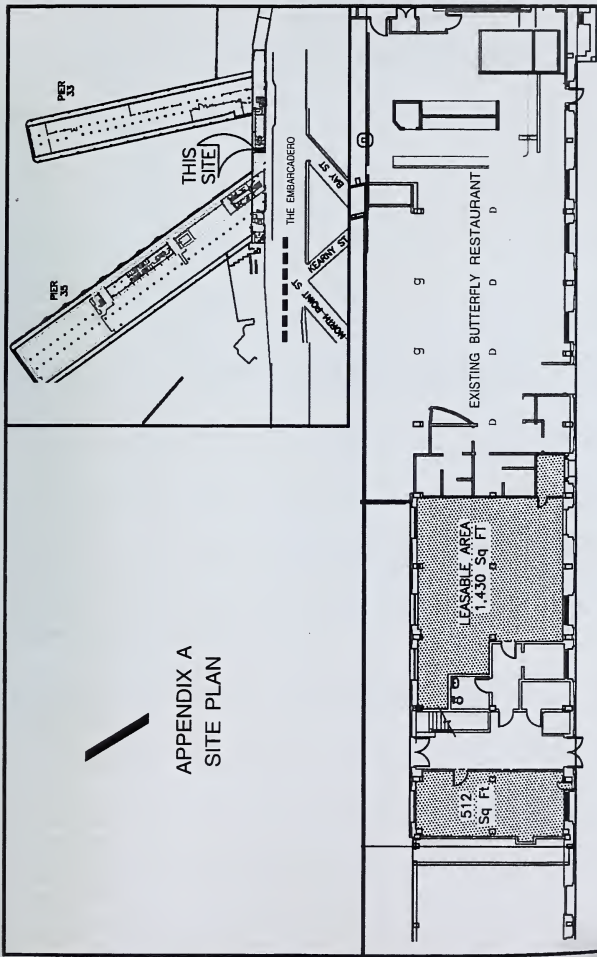 APPENDIX A
SITE PLAN
PIER
35
PIER
33
THIS
SITE
THE EMBARCADERO
NORTH POINT ST
KEARNY ST.
BAY ST
512
Sq Ft
LEASABLE AREA
1,430 Sq FT
EXISTING BUTTERFLY RESTAURANT